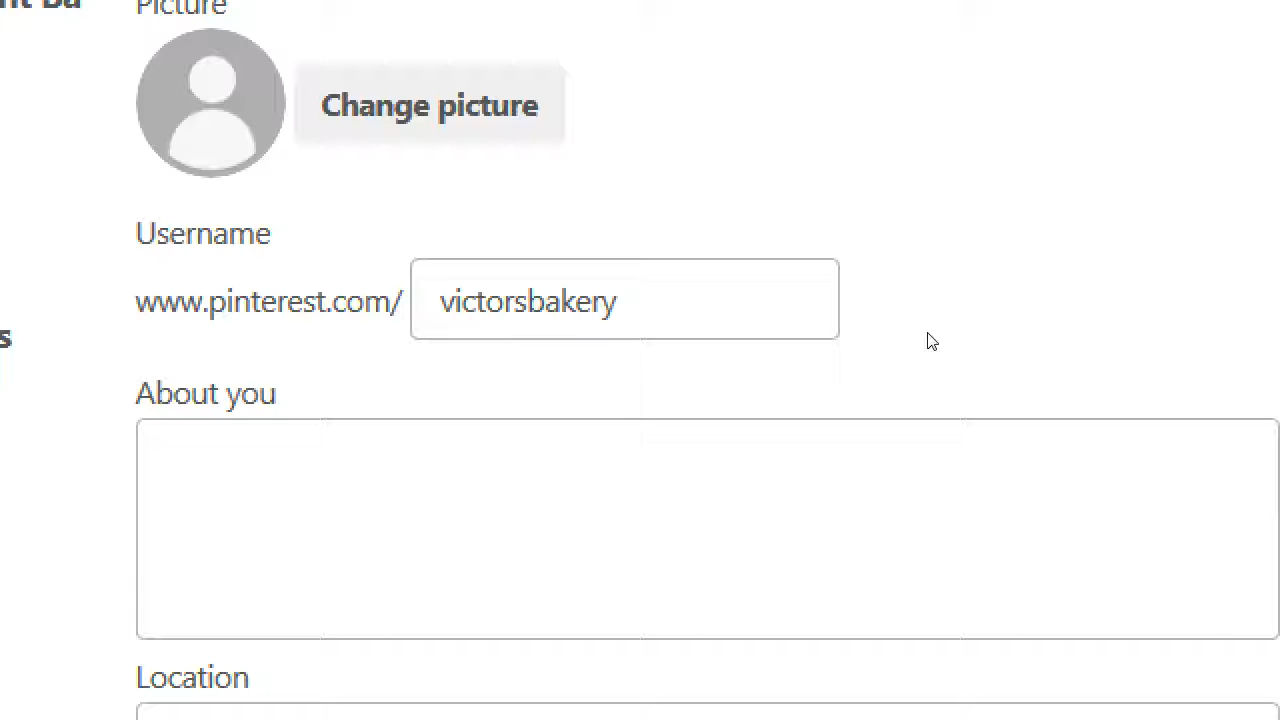 Picture
Change picture
Username
www.pinterest.com/ victorsbakery
s
About you
Location